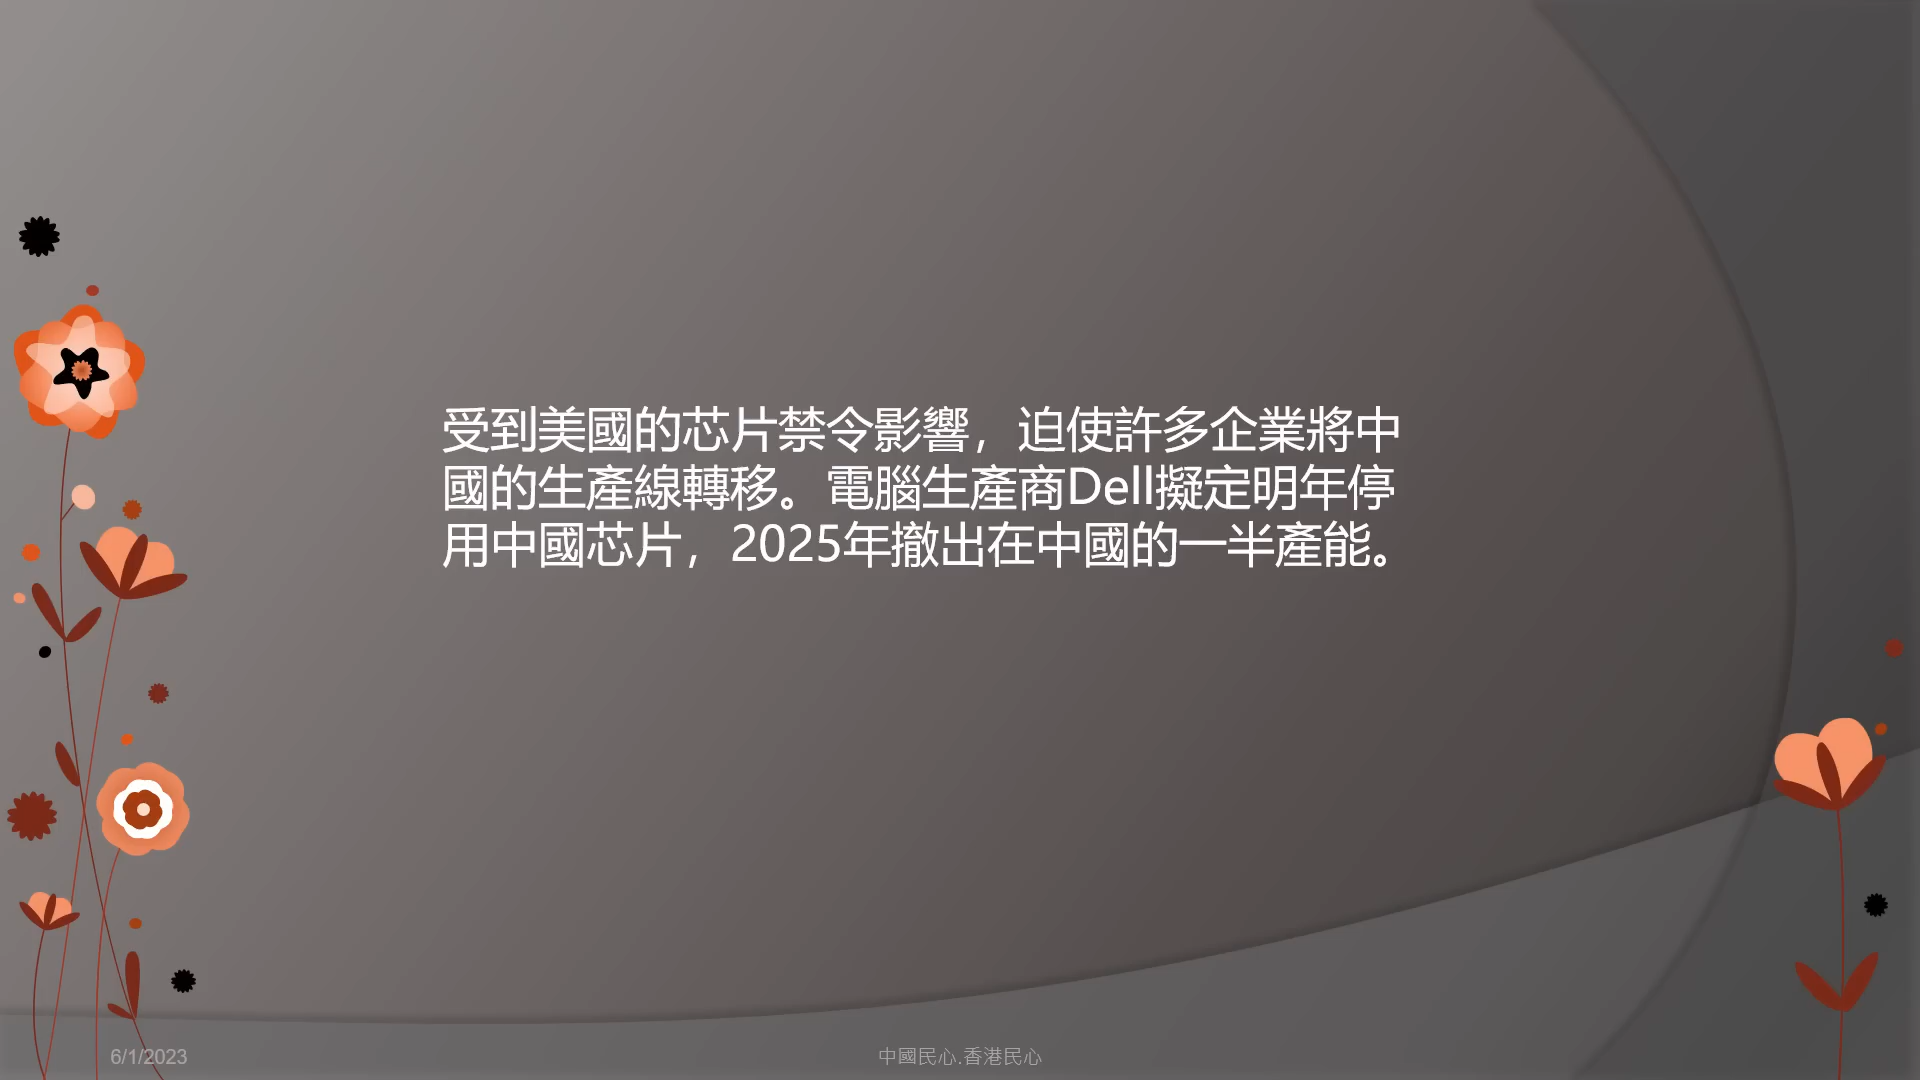 受到美國的芯片禁令影響，迫使許多企業將中
國的生產線轉移。電腦生產商Dell擬定明年停
用中國芯片，2025年撤出在中國的一半產能。
6/1/2023
中國民心.香港民心